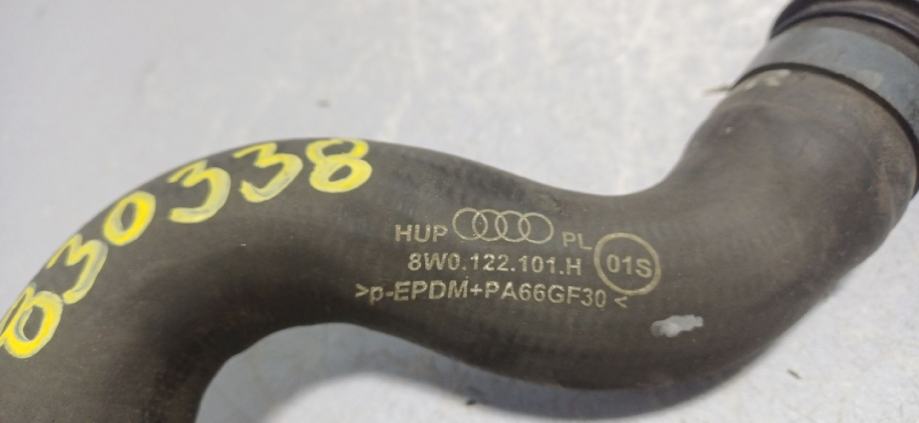 830338
HUP PL
8W0.122.101.H 01S
>p-EPDM+PA66GF30<